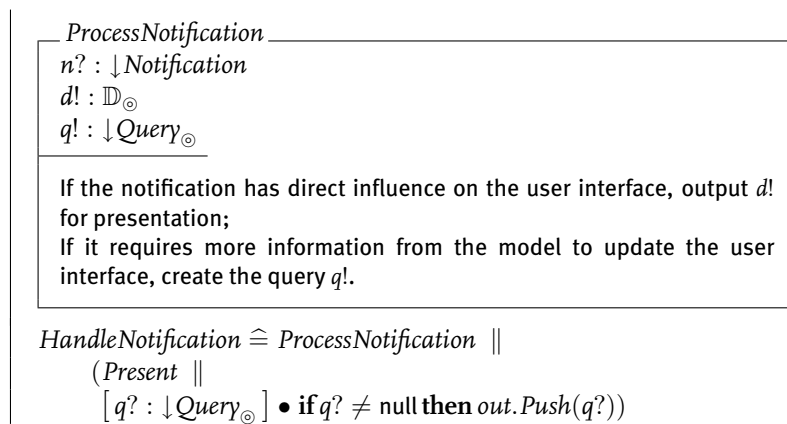 ProcessNotification
n? : ↓Notification
d! : 𝔻⊚
q! : ↓Query⊚
If the notification has direct influence on the user interface, output d!
for presentation;
If it requires more information from the model to update the user
interface, create the query q!.
HandleNotification ≙ ProcessNotification ∥
(Present ∥
[ q? : ↓Query⊚ ] • if q? ≠ null then out.Push(q?))